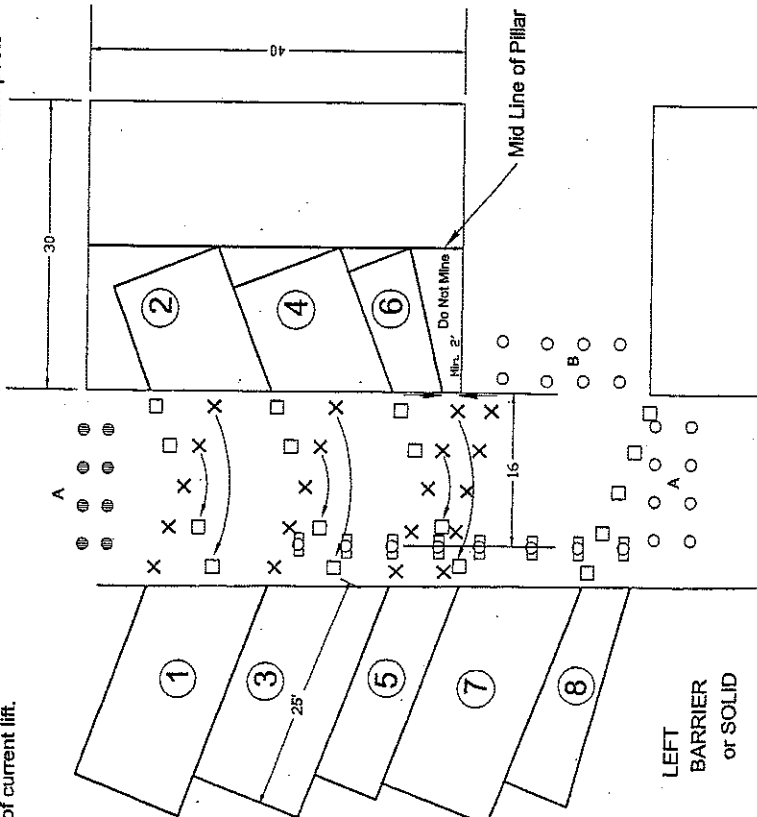 of current lift.
30
40
Mid Line of Pillar
A
2
4
6
Do Not Mine
Min. 2'
B
16
A
1
3
25'
5
7
8
LEFT
BARRIER
or SOLID